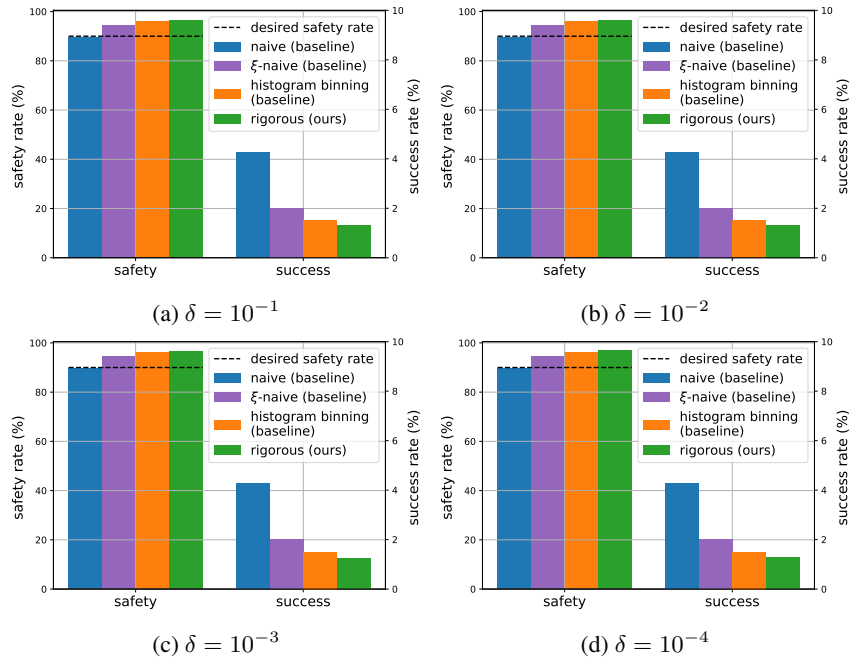 100
80
60
40
20
0
safety rate (%)
10
8
6
4
2
0
success rate (%)
desired safety rate
naive (baseline)
ξ-naive (baseline)
histogram binning
(baseline)
rigorous (ours)
safety
success
(a) δ = 10⁻¹
100
80
60
40
20
0
safety rate (%)
10
8
6
4
2
0
success rate (%)
desired safety rate
naive (baseline)
ξ-naive (baseline)
histogram binning
(baseline)
rigorous (ours)
safety
success
(b) δ = 10⁻²
100
80
60
40
20
0
safety rate (%)
10
8
6
4
2
0
success rate (%)
desired safety rate
naive (baseline)
ξ-naive (baseline)
histogram binning
(baseline)
rigorous (ours)
safety
success
(c) δ = 10⁻³
100
80
60
40
20
0
safety rate (%)
10
8
6
4
2
0
success rate (%)
desired safety rate
naive (baseline)
ξ-naive (baseline)
histogram binning
(baseline)
rigorous (ours)
safety
success
(d) δ = 10⁻⁴